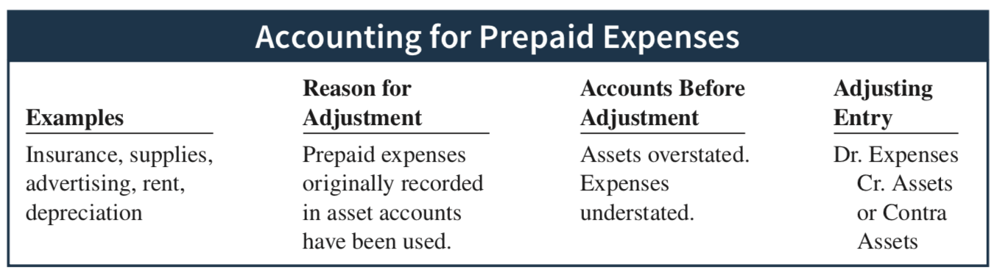 Accounting for Prepaid Expenses
Examples
Reason for
Adjustment
Accounts Before
Adjustment
Adjusting
Entry
Insurance, supplies,
advertising, rent,
depreciation
Prepaid expenses
originally recorded
in asset accounts
have been used.
Assets overstated.
Expenses
understated.
Dr. Expenses
Cr. Assets
or Contra
Assets